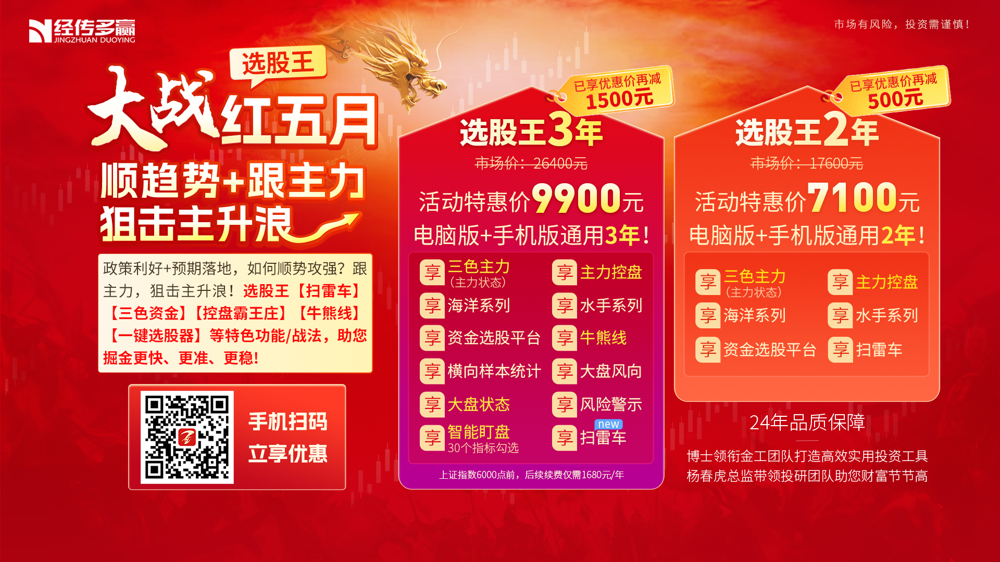 经传多赢
JINGZHUAN DUOYING
市场有风险，投资需谨慎！
选股王
大战红五月
顺趋势+跟主力
狙击主升浪
政策利好+预期落地，如何顺势攻强？跟
主力，狙击主升浪！选股王【扫雷车】
【三色资金】【控盘霸王庄】【牛熊线】
【一键选股器】等特色功能/战法，助您
掘金更快、更准、更稳!
手机扫码
立享优惠
已享优惠价再减
1500元
选股王3年
市场价：26400元
活动特惠价9900元
电脑版+手机版通用3年！
享 三色主力
（主力状态）
享 主力控盘
享 海洋系列
享 水手系列
享 资金选股平台
享 牛熊线
享 横向样本统计
享 大盘风向
享 大盘状态
享 风险警示
享 智能盯盘
30个指标勾选
new
享 扫雷车
上证指数6000点前，后续续费仅需1680元/年
已享优惠价再减
500元
选股王2年
市场价：17600元
活动特惠价7100元
电脑版+手机版通用2年！
享 三色主力
（主力状态）
享 主力控盘
享 海洋系列
享 水手系列
享 资金选股平台
享 扫雷车
24年品质保障
博士领衔金工团队打造高效实用投资工具
杨春虎总监带领投研团队助您财富节节高